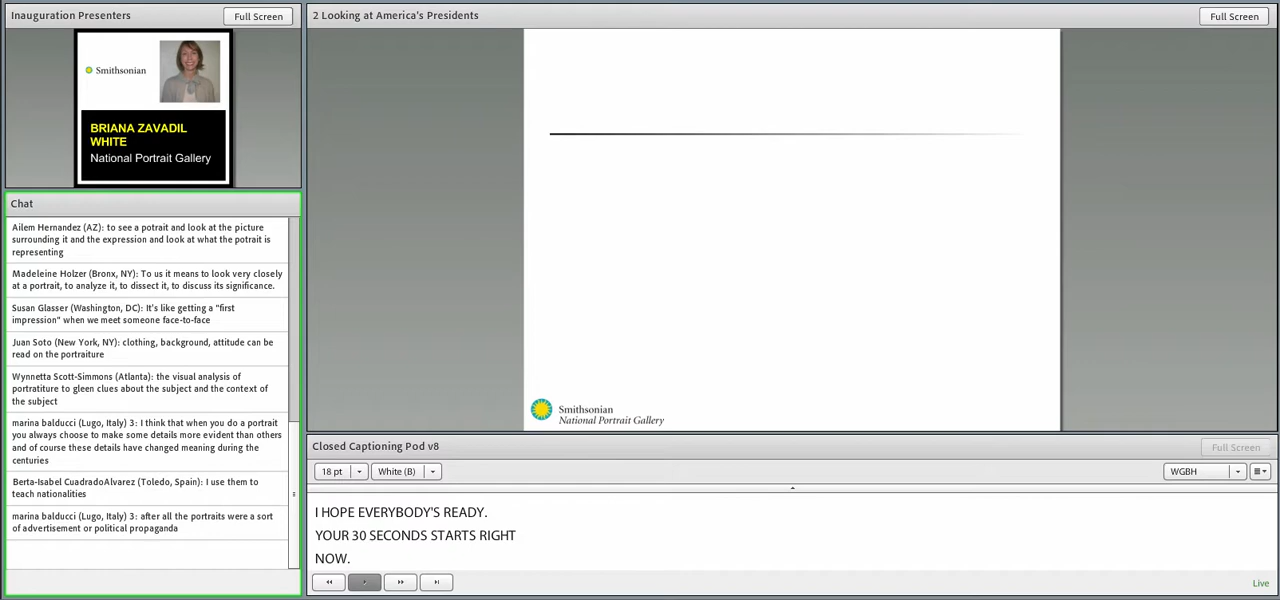 Inauguration Presenters
Full Screen
Smithsonian
BRIANA ZAVADIL
WHITE
National Portrait Gallery
Chat
Ailem Hernandez (AZ): to see a potrait and look at the picture
surrounding it and the expression and look at what the potrait is
representing
Madeleine Holzer (Bronx, NY): To us it means to look very closely
at a portrait, to analyze it, to dissect it, to discuss its significance.
Susan Glasser (Washington, DC): It's like getting a "first
impression" when we meet someone face-to-face
Juan Soto (New York, NY): clothing, background, attitude can be
read on the portraiture
Wynnetta Scott-Simmons (Atlanta): the visual analysis of
portratiture to gleen clues about the subject and the context of
the subject
marina balducci (Lugo, Italy) 3: I think that when you do a portrait
you always choose to make some details more evident than others
and of course these details have changed meaning during the
centuries
Berta-Isabel CuadradoAlvarez (Toledo, Spain): I use them to
teach nationalities
marina balducci (Lugo, Italy) 3: after all the portraits were a sort
of advertisement or political propaganda
2 Looking at America's Presidents
Full Screen
Smithsonian
National Portrait Gallery
Closed Captioning Pod v8
Full Screen
18 pt
White (B)
WGBH
I HOPE EVERYBODY'S READY.
YOUR 30 SECONDS STARTS RIGHT
NOW.
Live